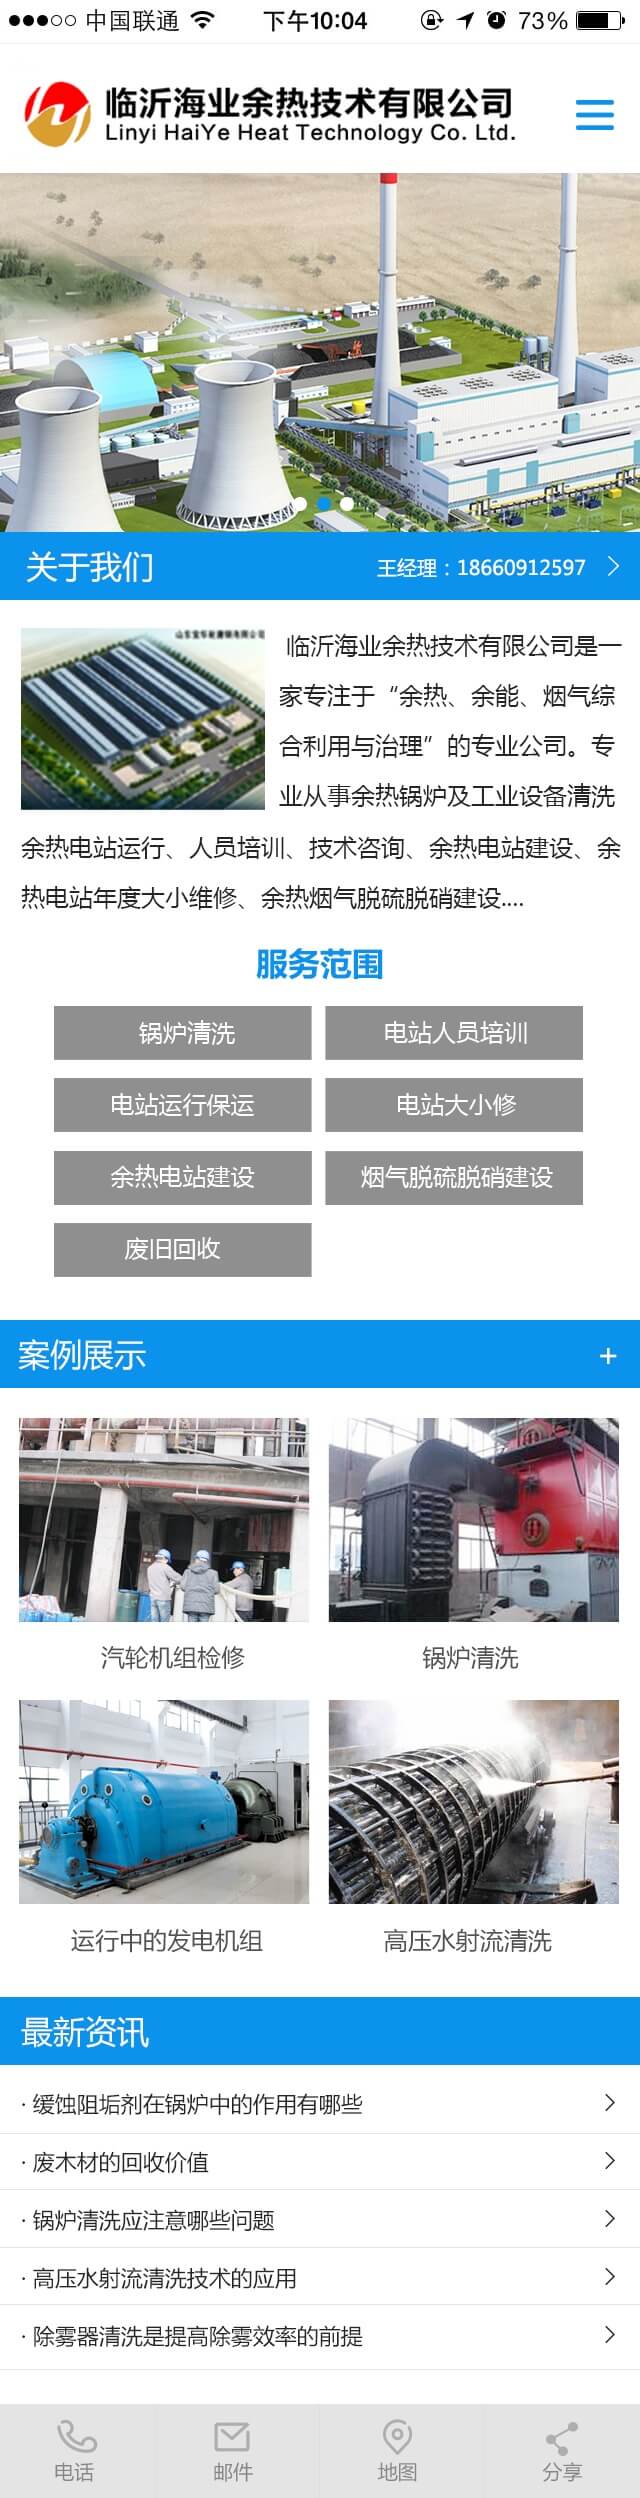 中国联通 下午10:04 73%
临沂海业余热技术有限公司
Linyi HaiYe Heat Technology Co. Ltd.
关于我们 王经理：18660912597
临沂海业余热技术有限公司是一
家专注于“余热、余能、烟气综
合利用与治理”的专业公司。专
业从事余热锅炉及工业设备清洗
余热电站运行、人员培训、技术咨询、余热电站建设、余
热电站年度大小维修、余热烟气脱硫脱硝建设....
服务范围
锅炉清洗 电站人员培训
电站运行保运 电站大小修
余热电站建设 烟气脱硫脱硝建设
废旧回收
案例展示 +
汽轮机组检修 锅炉清洗
运行中的发电机组 高压水射流清洗
最新资讯
· 缓蚀阻垢剂在锅炉中的作用有哪些
· 废木材的回收价值
· 锅炉清洗应注意哪些问题
· 高压水射流清洗技术的应用
· 除雾器清洗是提高除雾效率的前提
电话 邮件 地图 分享